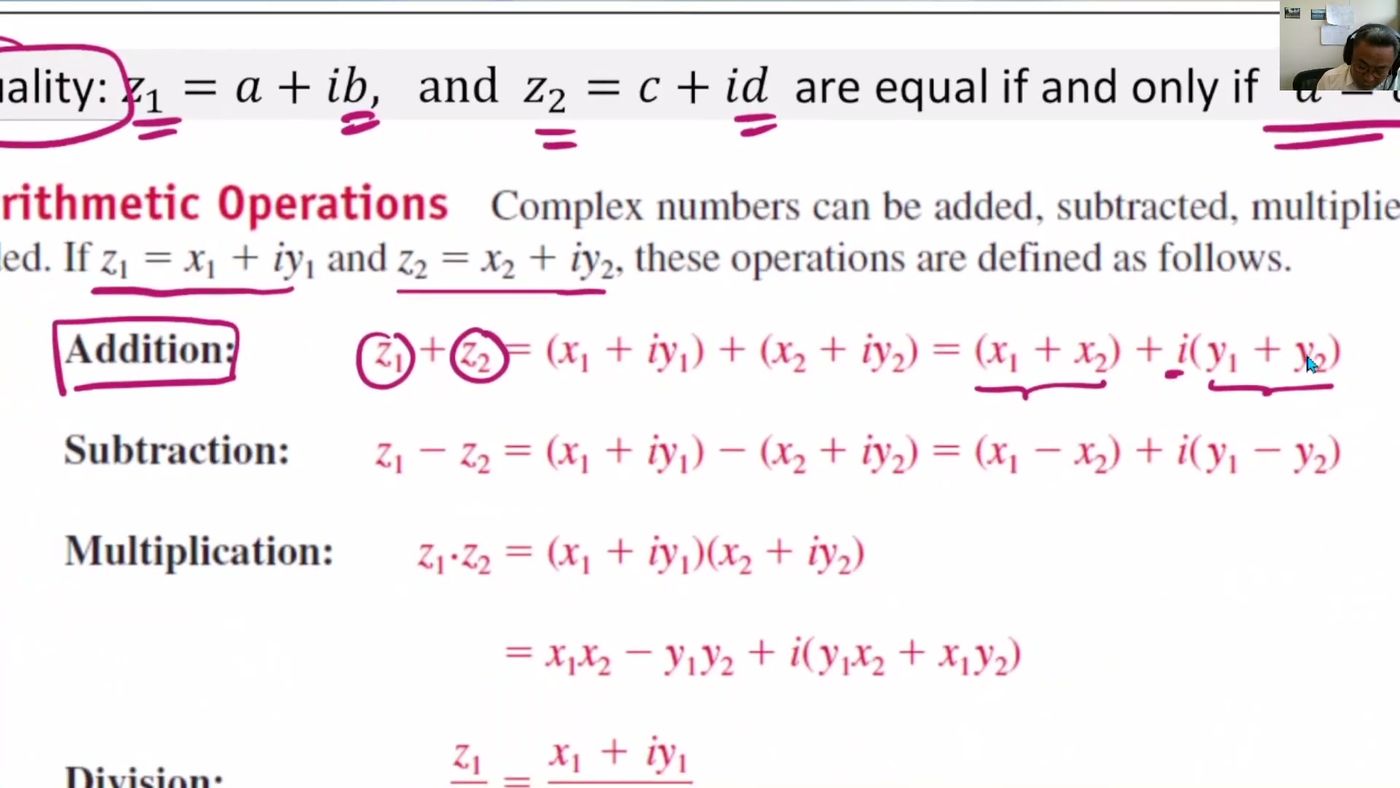 ality: z₁ = a + ib, and z₂ = c + id are equal if and only if
rithmetic Operations Complex numbers can be added, subtracted, multiplie
ed. If z₁ = x₁ + iy₁ and z₂ = x₂ + iy₂, these operations are defined as follows.
Addition: z₁ + z₂ = (x₁ + iy₁) + (x₂ + iy₂) = (x₁ + x₂) + i(y₁ + y₂)
Subtraction: z₁ − z₂ = (x₁ + iy₁) − (x₂ + iy₂) = (x₁ − x₂) + i(y₁ − y₂)
Multiplication: z₁·z₂ = (x₁ + iy₁)(x₂ + iy₂)
= x₁x₂ − y₁y₂ + i(y₁x₂ + x₁y₂)
Division: z₁/ = x₁ + iy₁/